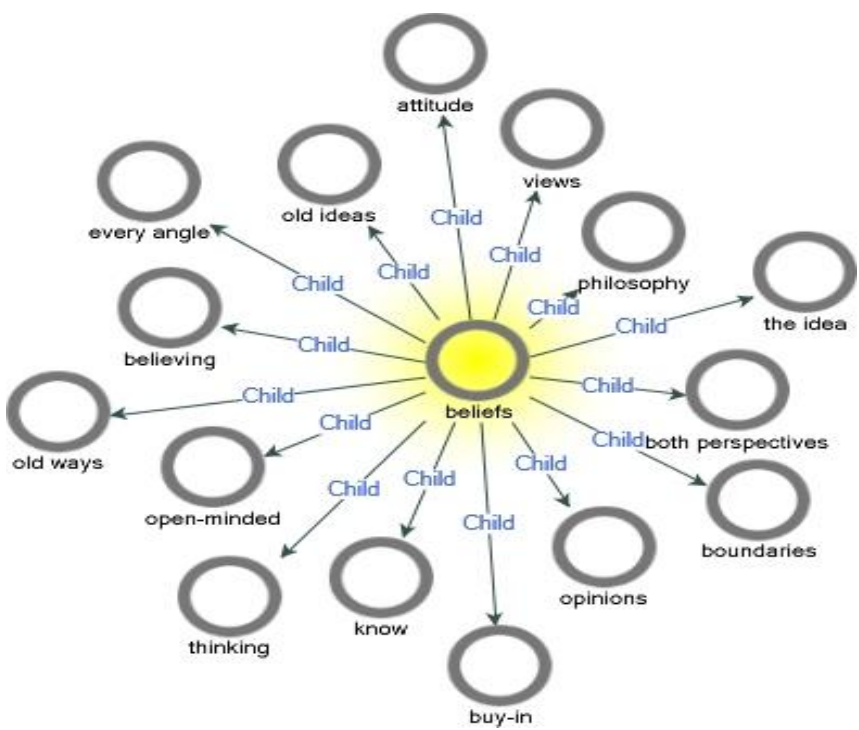 attitude
views
old ideas
every angle
Child
Child
philosophy
Child
Child
Child
Child
the idea
Child
believing
Child
Child
Child
beliefs
both perspectives
old ways
Child
Child
open-minded
Child
Child
Child
boundaries
Child
opinions
know
thinking
buy-in